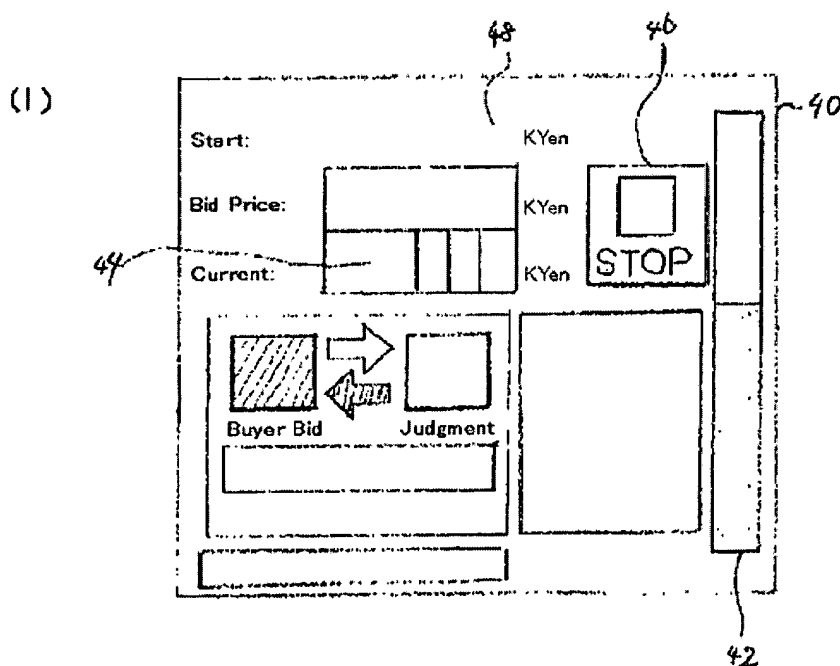 48
46
(1)
40
Start: KYen
Bid Price: KYen
44
Current: KYen
STOP
Buyer Bid Judgment
42